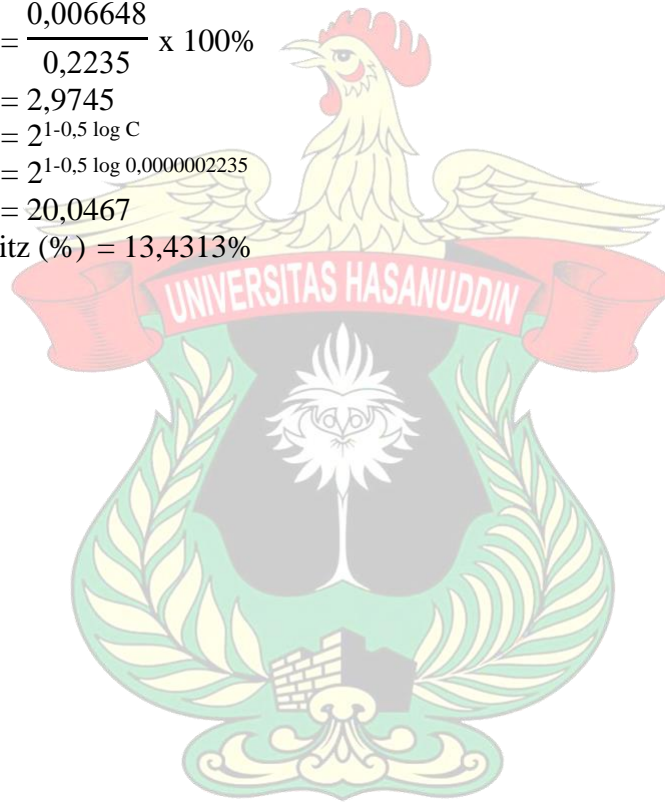 = 0,006648 / 0,2235 x 100%
= 2,9745
= 2^1-0,5 log C
= 2^1-0,5 log 0,0000002235
= 20,0467
itz (%) = 13,4313%
UNIVERSITAS HASANUDDIN